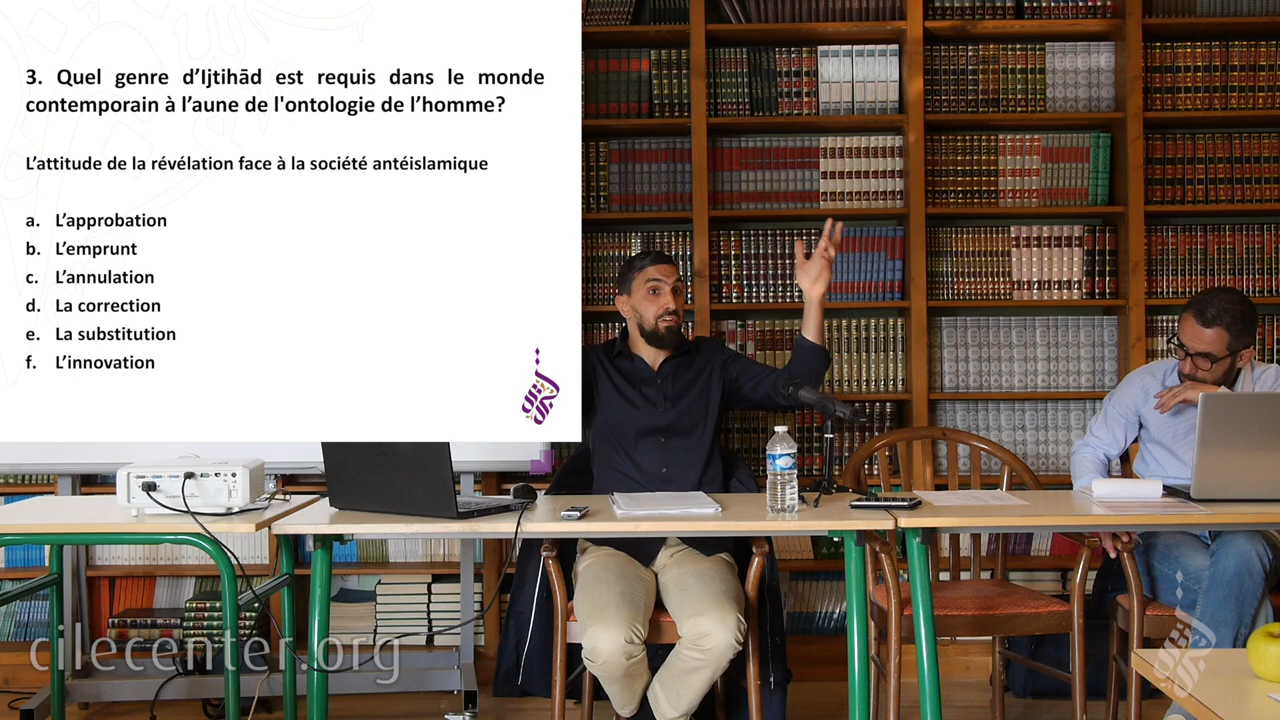 3. Quel genre d’Ijtihād est requis dans le monde
contemporain à l’aune de l'ontologie de l’homme?
L’attitude de la révélation face à la société antéislamique
a. L’approbation
b. L’emprunt
c. L’annulation
d. La correction
e. La substitution
f. L’innovation
cilecenter.org